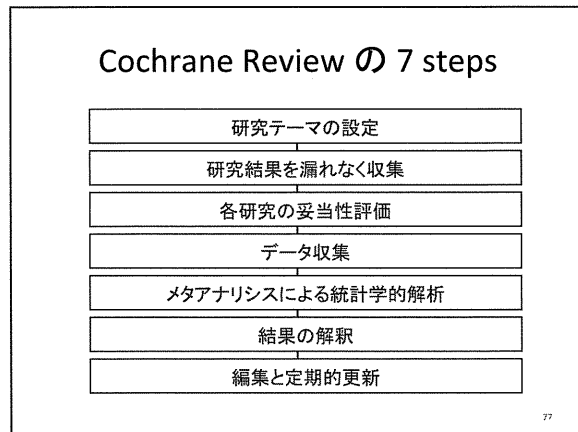 Cochrane Review の 7 steps
研究テーマの設定
研究結果を漏れなく収集
各研究の妥当性評価
データ収集
メタアナリシスによる統計学的解析
結果の解釈
編集と定期的更新
77